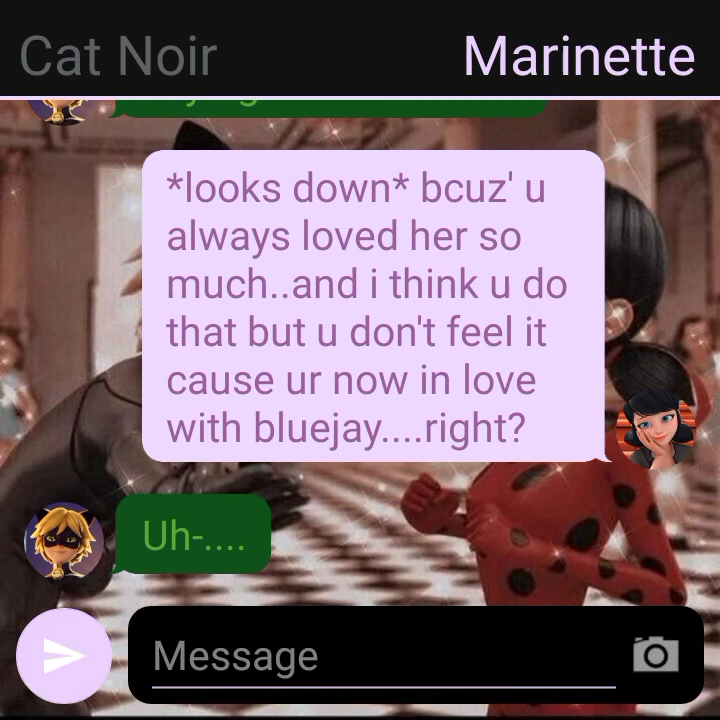 Cat Noir Marinette
*looks down* bcuz' u
always loved her so
much..and i think u do
that but u don't feel it
cause ur now in love
with bluejay....right?
Uh-....
Message